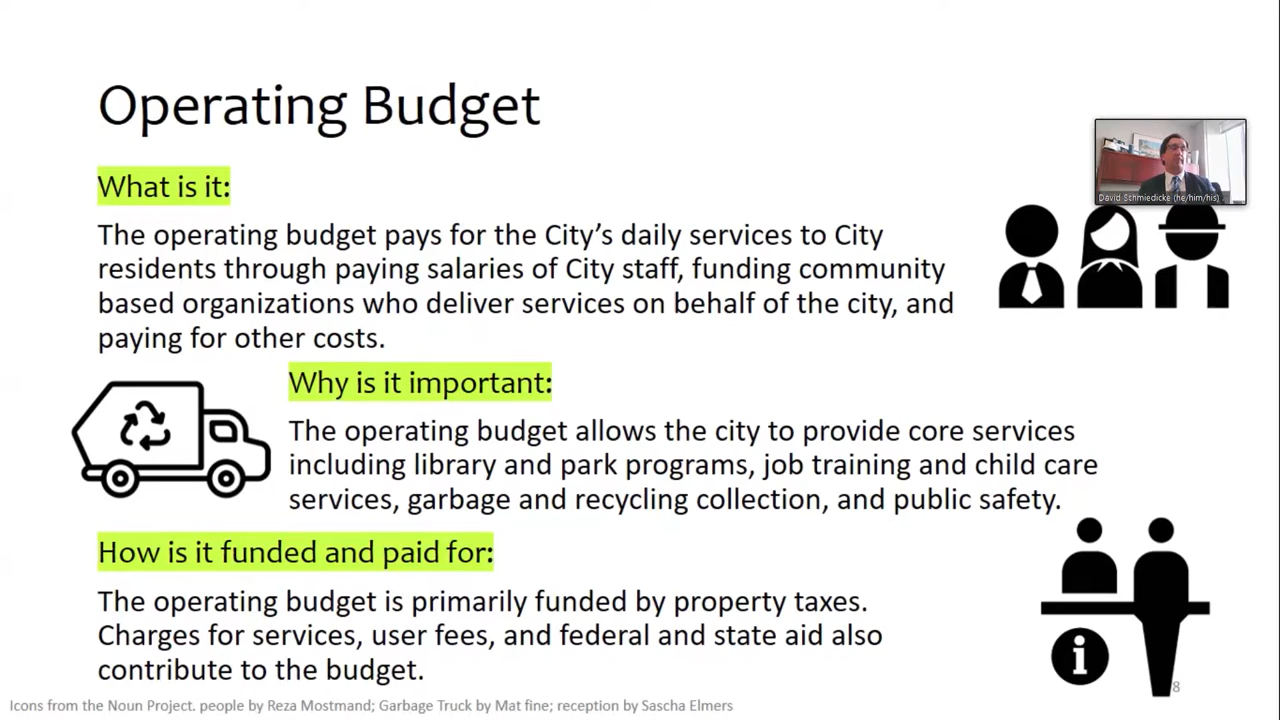 Operating Budget
David Schmiedicke (he/him/his)
What is it:
The operating budget pays for the City’s daily services to City
residents through paying salaries of City staff, funding community
based organizations who deliver services on behalf of the city, and
paying for other costs.
Why is it important:
The operating budget allows the city to provide core services
including library and park programs, job training and child care
services, garbage and recycling collection, and public safety.
How is it funded and paid for:
The operating budget is primarily funded by property taxes.
Charges for services, user fees, and federal and state aid also
contribute to the budget.
8
Icons from the Noun Project. people by Reza Mostmand; Garbage Truck by Mat fine; reception by Sascha Elmers